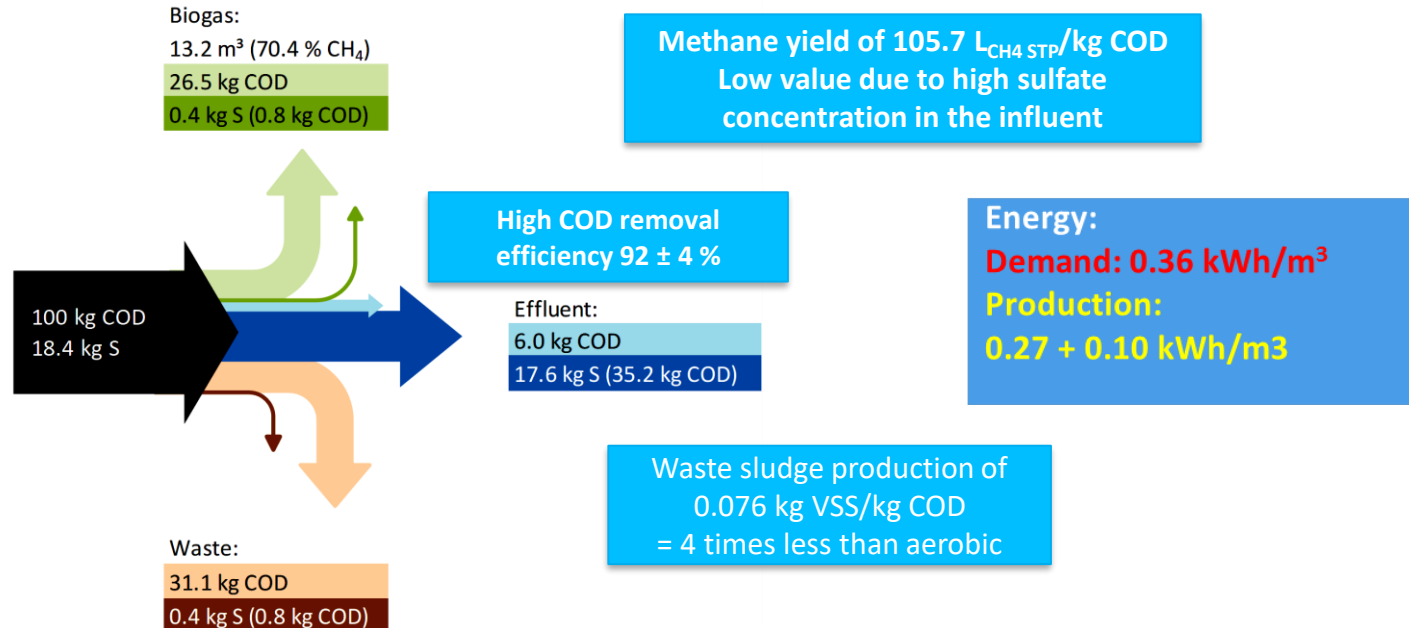 Biogas:
13.2 m³ (70.4 % CH₄)
26.5 kg COD
0.4 kg S (0.8 kg COD)
Methane yield of 105.7 L_CH4 STP/kg COD
Low value due to high sulfate
concentration in the influent
High COD removal
efficiency 92 ± 4 %
Energy:
Demand: 0.36 kWh/m³
Production:
0.27 + 0.10 kWh/m3
100 kg COD
18.4 kg S
Effluent:
6.0 kg COD
17.6 kg S (35.2 kg COD)
Waste sludge production of
0.076 kg VSS/kg COD
= 4 times less than aerobic
Waste:
31.1 kg COD
0.4 kg S (0.8 kg COD)